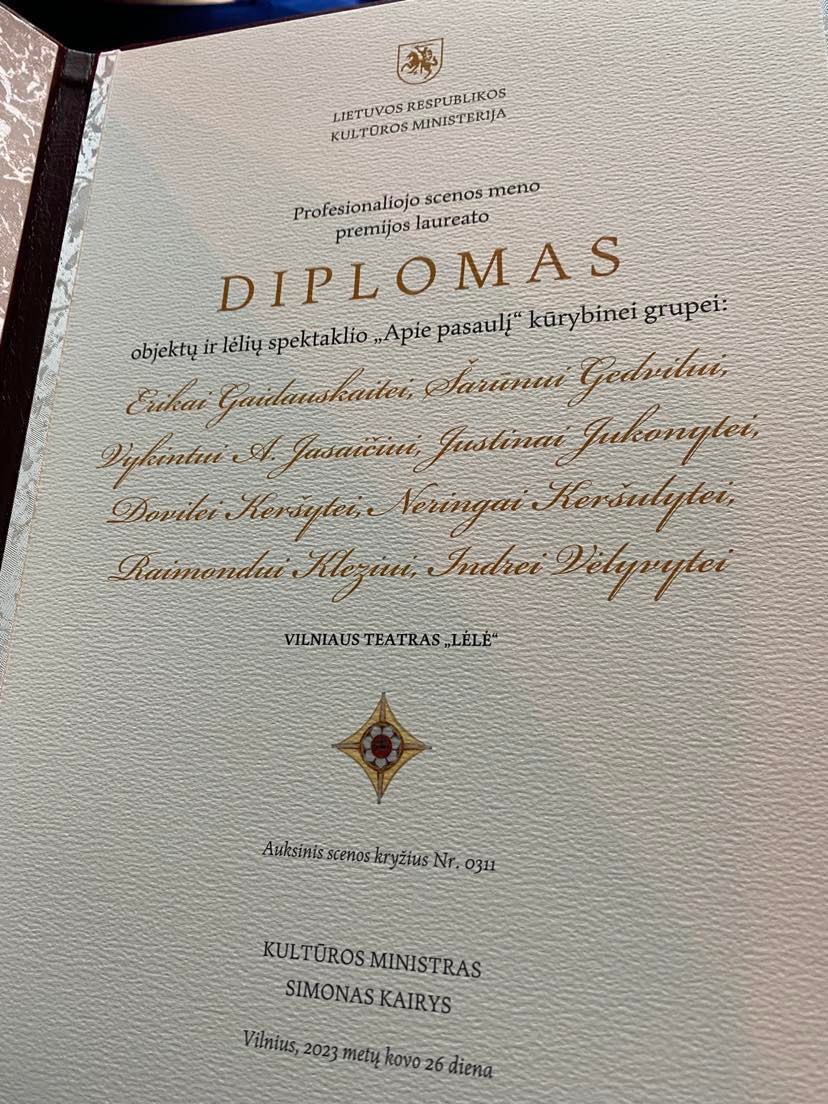 LIETUVOS RESPUBLIKOS
KULTŪROS MINISTERIJA
Profesionaliojo scenos meno
premijos laureato
DIPLOMAS
objektų ir lėlių spektaklio „Apie pasaulį“ kūrybinei grupei:
Erikai Gaidauskaitei, Šarūnui Gedvilui,
Vykintui A. Jasaičiui, Justinai Jukonytei,
Dovilei Keršytei, Neringai Keršulytei,
Raimondui Kleziui, Indrei Vėlyvytei
VILNIAUS TEATRAS „LĖLĖ“
Auksinis scenos kryžius Nr. 0311
KULTŪROS MINISTRAS
SIMONAS KAIRYS
Vilnius, 2023 metų kovo 26 diena